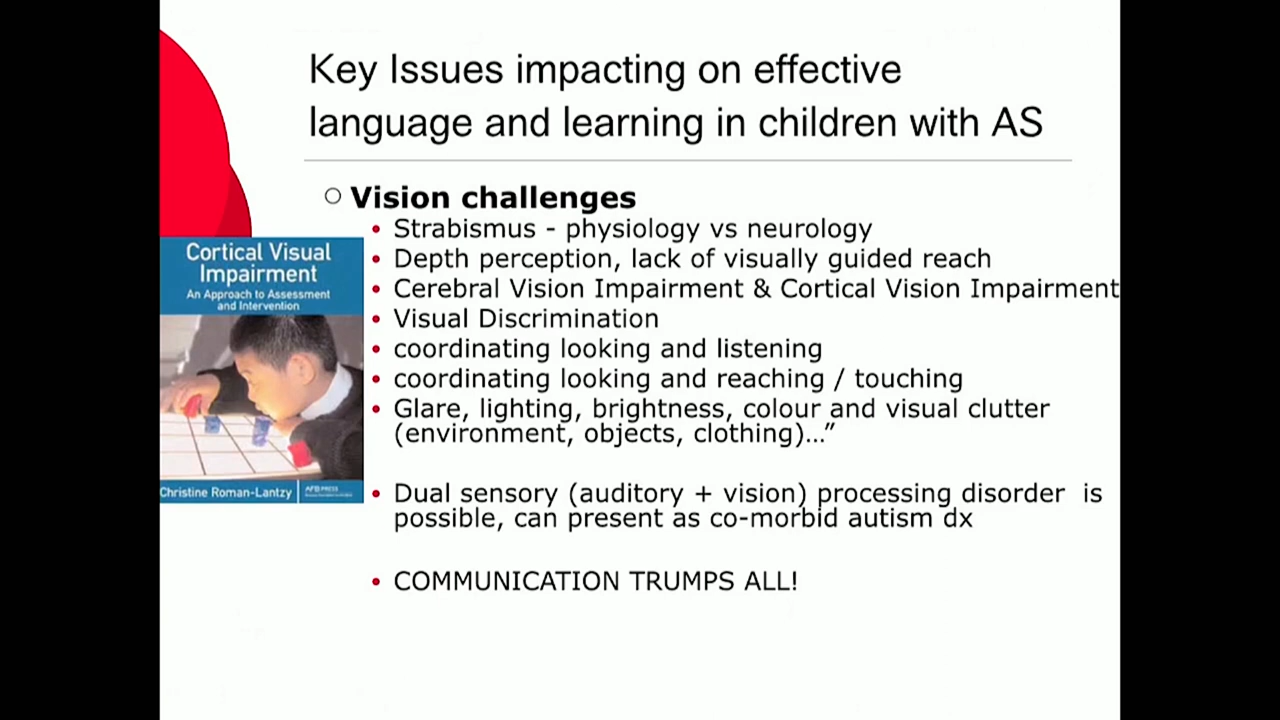 Key Issues impacting on effective
language and learning in children with AS
Vision challenges
Strabismus - physiology vs neurology
Depth perception, lack of visually guided reach
Cerebral Vision Impairment & Cortical Vision Impairment
Visual Discrimination
coordinating looking and listening
coordinating looking and reaching / touching
Glare, lighting, brightness, colour and visual clutter
(environment, objects, clothing)…”
Dual sensory (auditory + vision) processing disorder is
possible, can present as co-morbid autism dx
COMMUNICATION TRUMPS ALL!
Cortical Visual
Impairment
An Approach to Assessment
and Intervention
Christine Roman-Lantzy
AFB PRESS